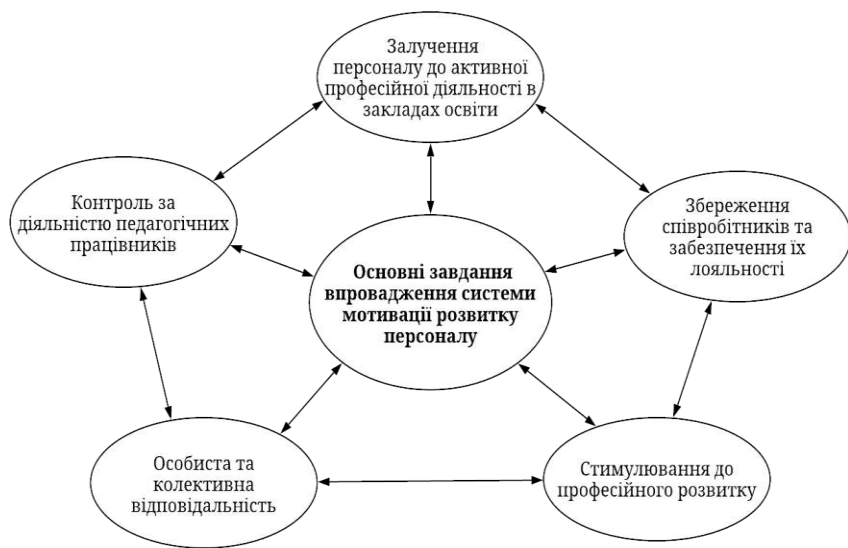 Залучення
персоналу до активної
професійної діяльності в
закладах освіти
Контроль за
діяльністю педагогічних
працівників
Збереження
співробітників та
забезпечення їх
лояльності
Основні завдання
впровадження системи
мотивації розвитку
персоналу
Особиста та
колективна
відповідальність
Стимулювання до
професійного розвитку